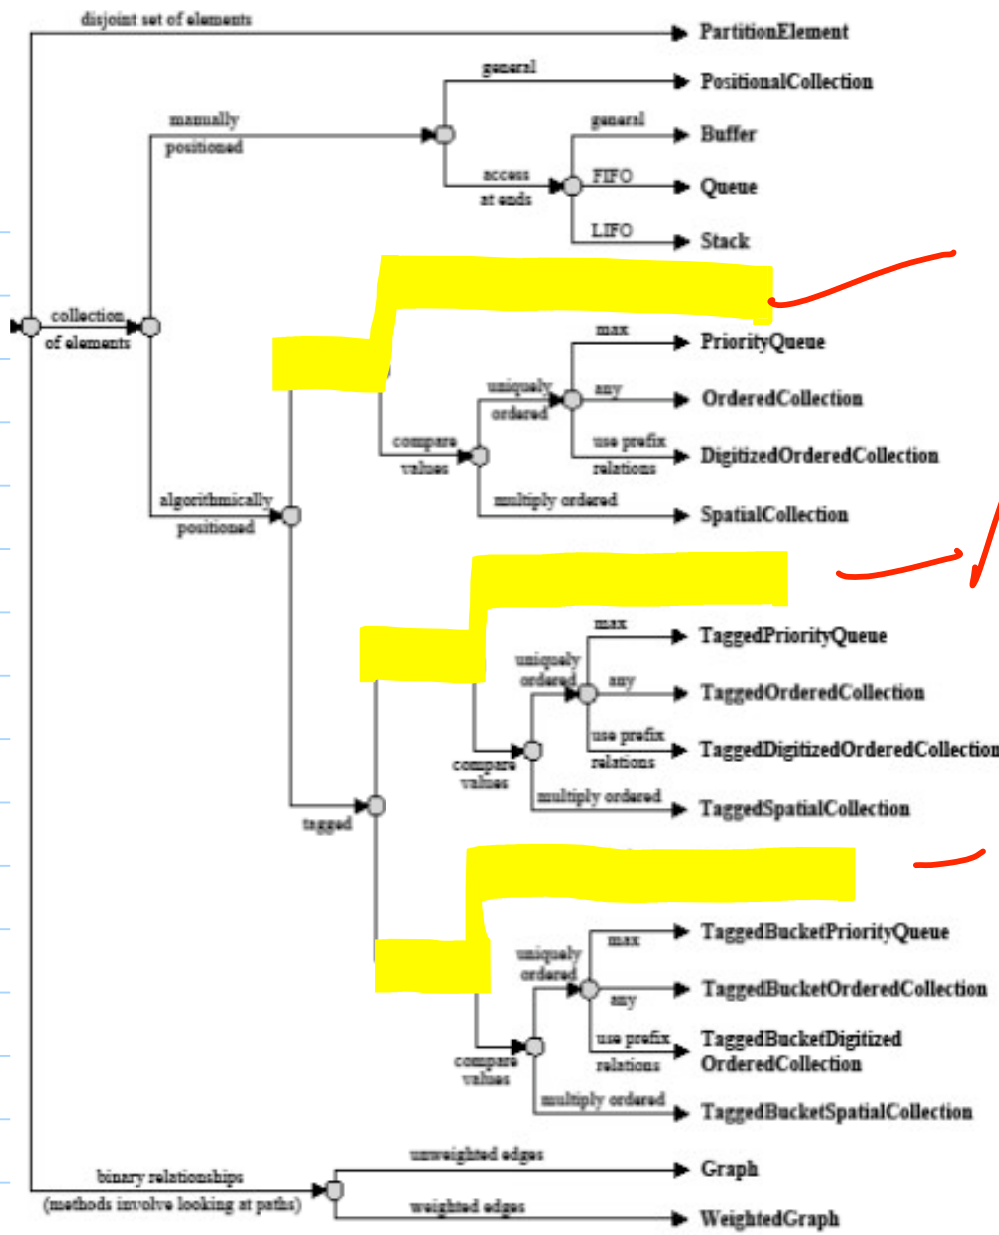 disjoint set of elements
PartitionElement
general
PositionalCollection
manually
positioned
general
Buffer
access
at ends
FIFO
Queue
LIFO
Stack
collection
of elements
max
PriorityQueue
uniquely
ordered
any
OrderedCollection
compare
values
use prefix
relations
DigitizedOrderedCollection
multiply ordered
SpatialCollection
algorithmically
positioned
max
TaggedPriorityQueue
uniquely
ordered
any
TaggedOrderedCollection
use prefix
relations
TaggedDigitizedOrderedCollection
compare
values
multiply ordered
TaggedSpatialCollection
tagged
max
TaggedBucketPriorityQueue
uniquely
ordered
any
TaggedBucketOrderedCollection
use prefix
relations
TaggedBucketDigitized
OrderedCollection
compare
values
multiply ordered
TaggedBucketSpatialCollection
binary relationships
(methods involve looking at paths)
unweighted edges
Graph
weighted edges
WeightedGraph